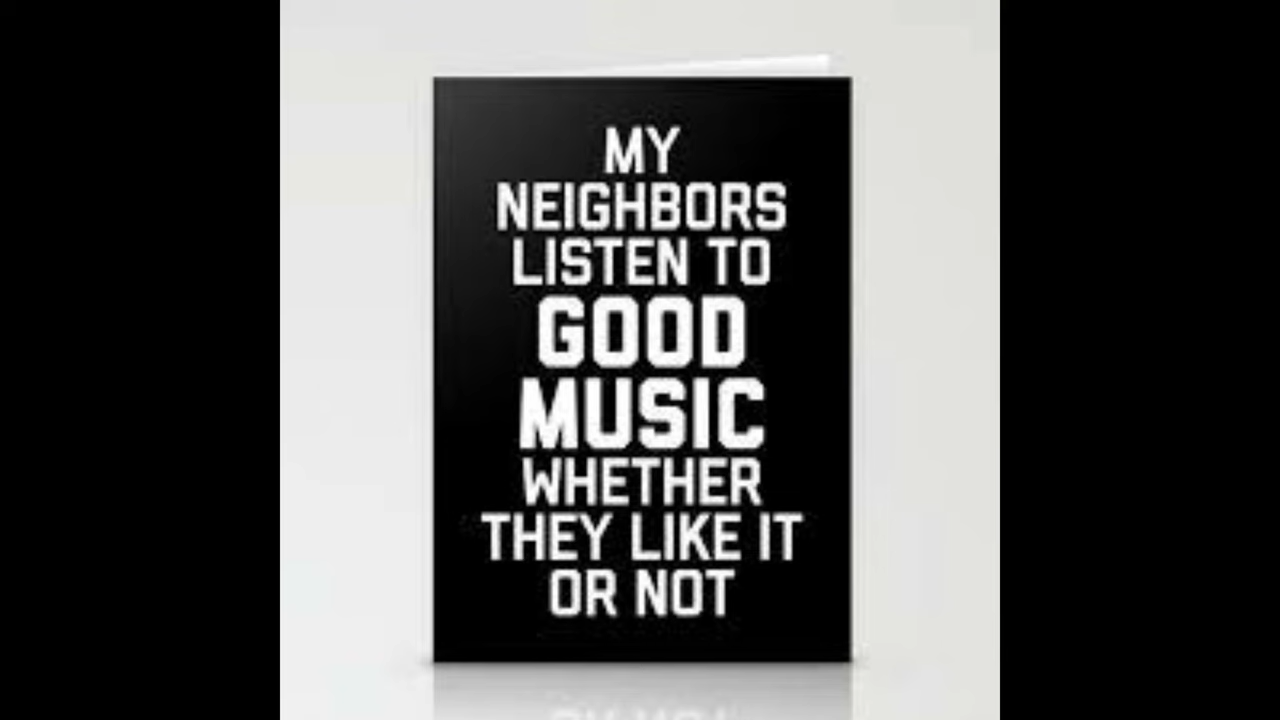 MY
NEIGHBORS
LISTEN TO
GOOD
MUSIC
WHETHER
THEY LIKE IT
OR NOT